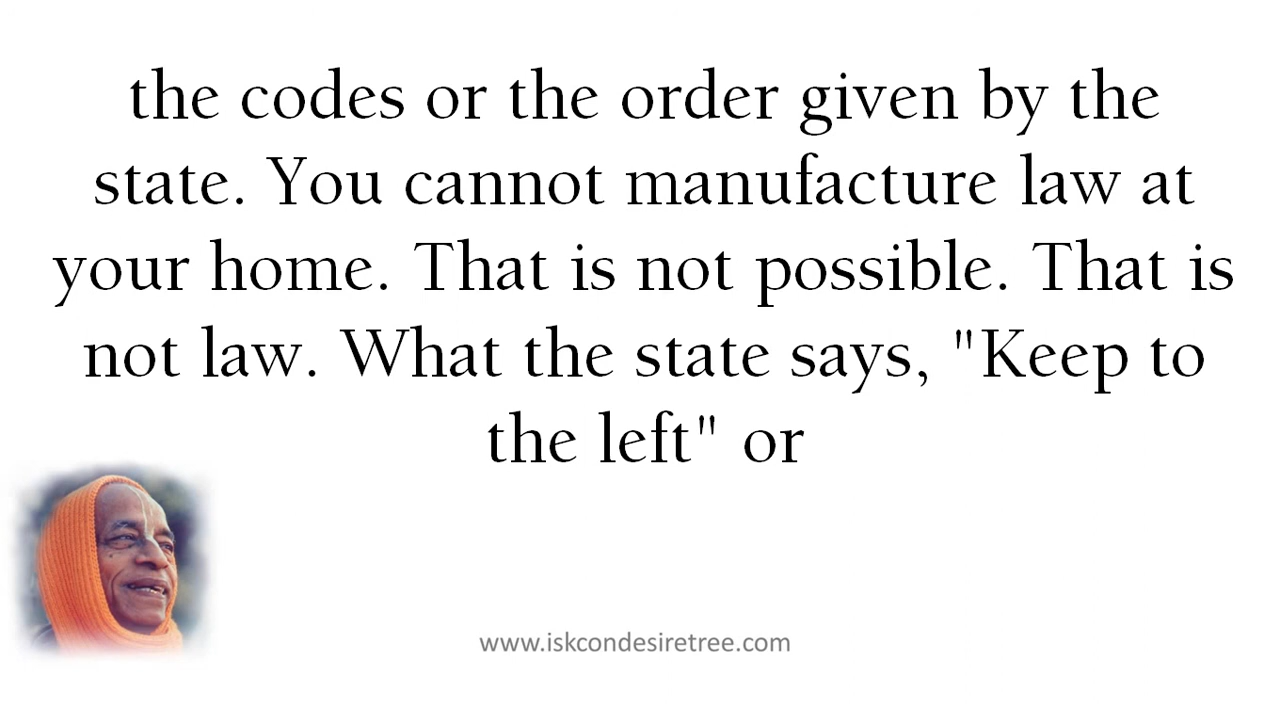 the codes or the order given by the
state. You cannot manufacture law at
your home. That is not possible. That is
not law. What the state says, "Keep to
the left" or
www.iskcondesiretree.com